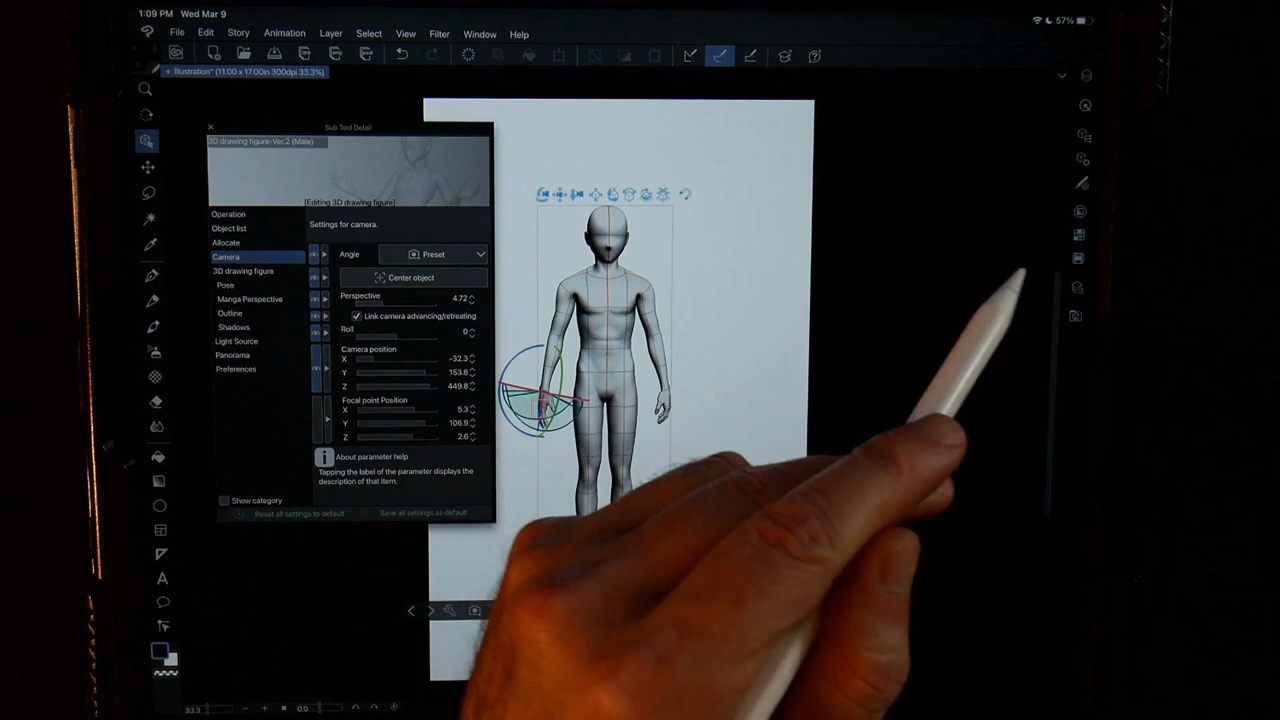 1:09 PM Wed Mar 9
57%
File Edit Story Animation Layer Select View Filter Window Help
Illustration* (11.00 x 17.00in 300dpi 33.3%)
Sub Tool Detail
3D drawing figure-Ver.2 (Male)
[Editing 3D drawing figure]
Operation
Object list
Allocate
Camera
3D drawing figure
Pose
Manga Perspective
Outline
Shadows
Light Source
Panorama
Preferences
Settings for camera.
Angle Preset
Center object
Perspective 4.72
Link camera advancing/retreating
Roll 0
Camera position
X -32.3
Y 153.8
Z 449.8
Focal point Position
X 5.3
Y 106.9
Z 2.6
About parameter help
Tapping the label of the parameter displays the
description of that item.
Show category
Reset all settings to default Save all settings as default
33.3 0.0